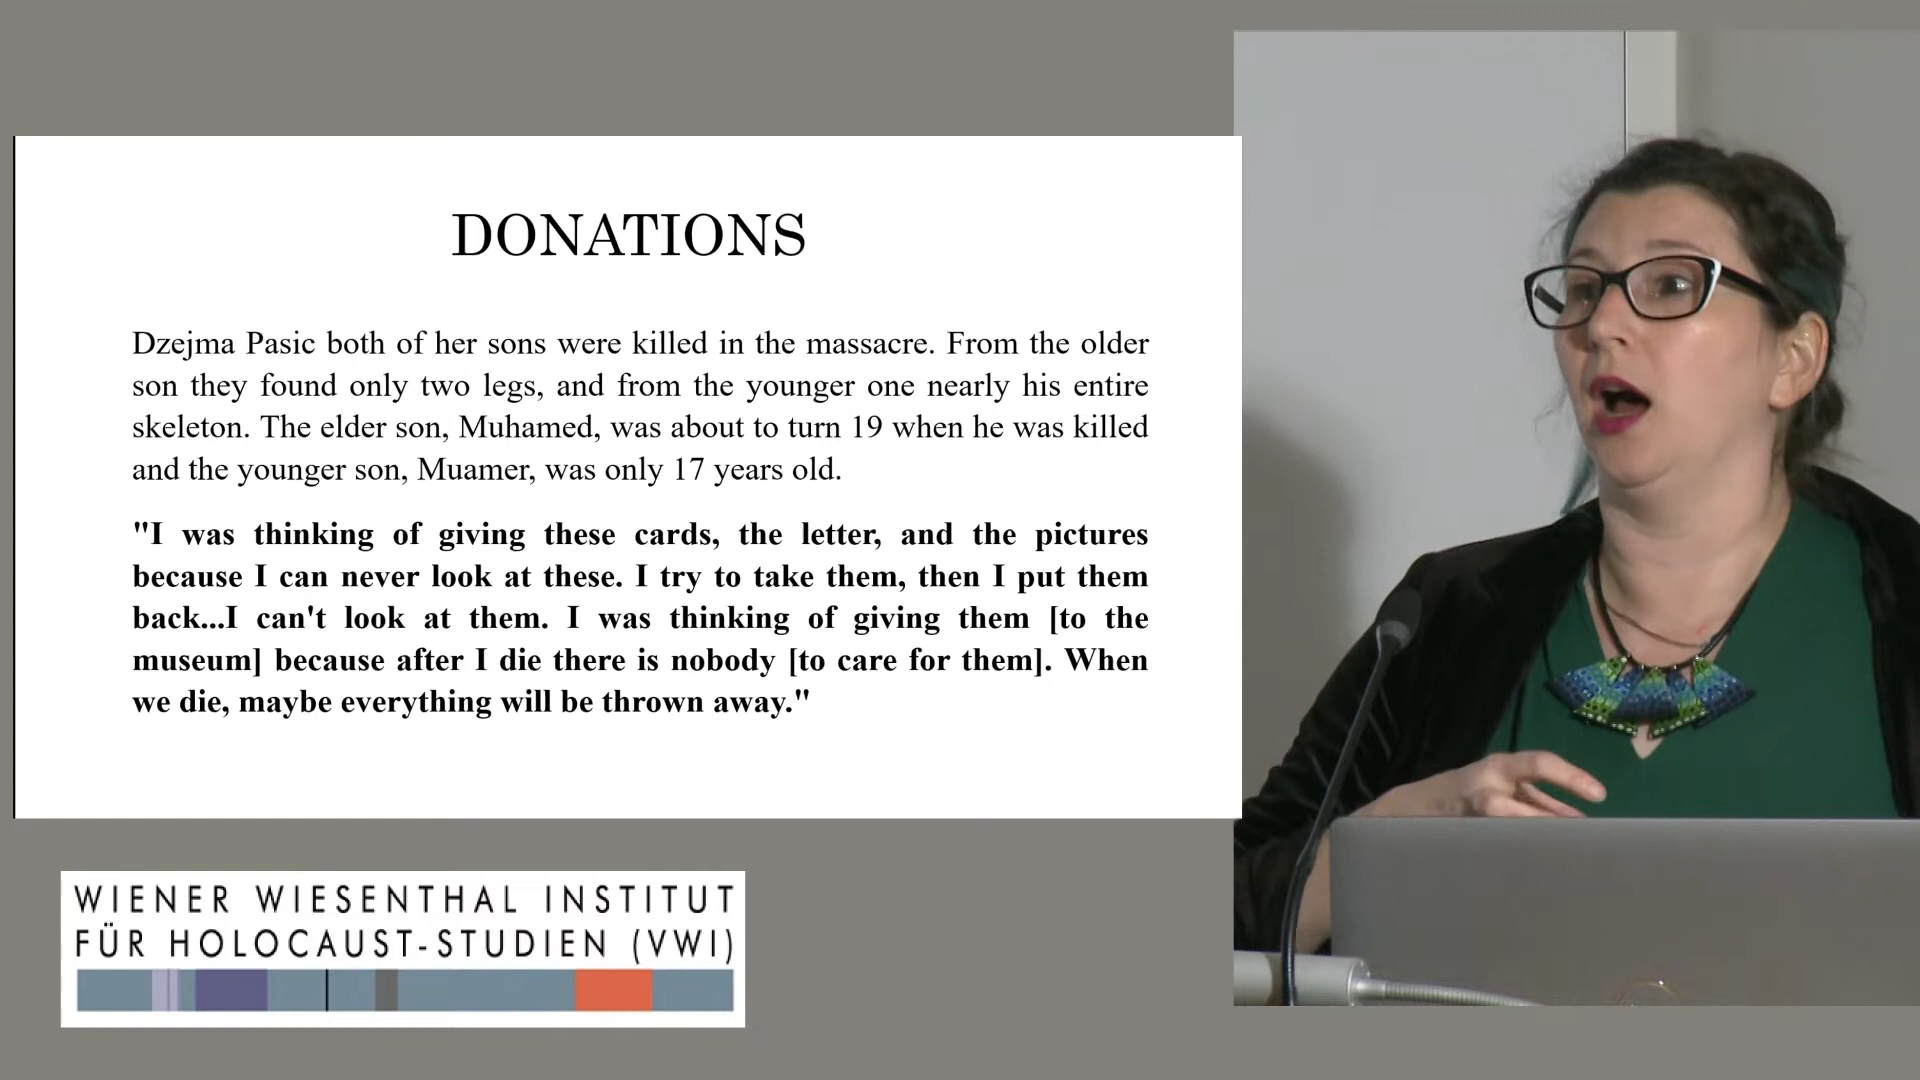 DONATIONS
Dzejma Pasic both of her sons were killed in the massacre. From the older
son they found only two legs, and from the younger one nearly his entire
skeleton. The elder son, Muhamed, was about to turn 19 when he was killed
and the younger son, Muamer, was only 17 years old.
"I was thinking of giving these cards, the letter, and the pictures
because I can never look at these. I try to take them, then I put them
back...I can't look at them. I was thinking of giving them [to the
museum] because after I die there is nobody [to care for them]. When
we die, maybe everything will be thrown away."
WIENER WIESENTHAL INSTITUT
FÜR HOLOCAUST-STUDIEN (VWI)